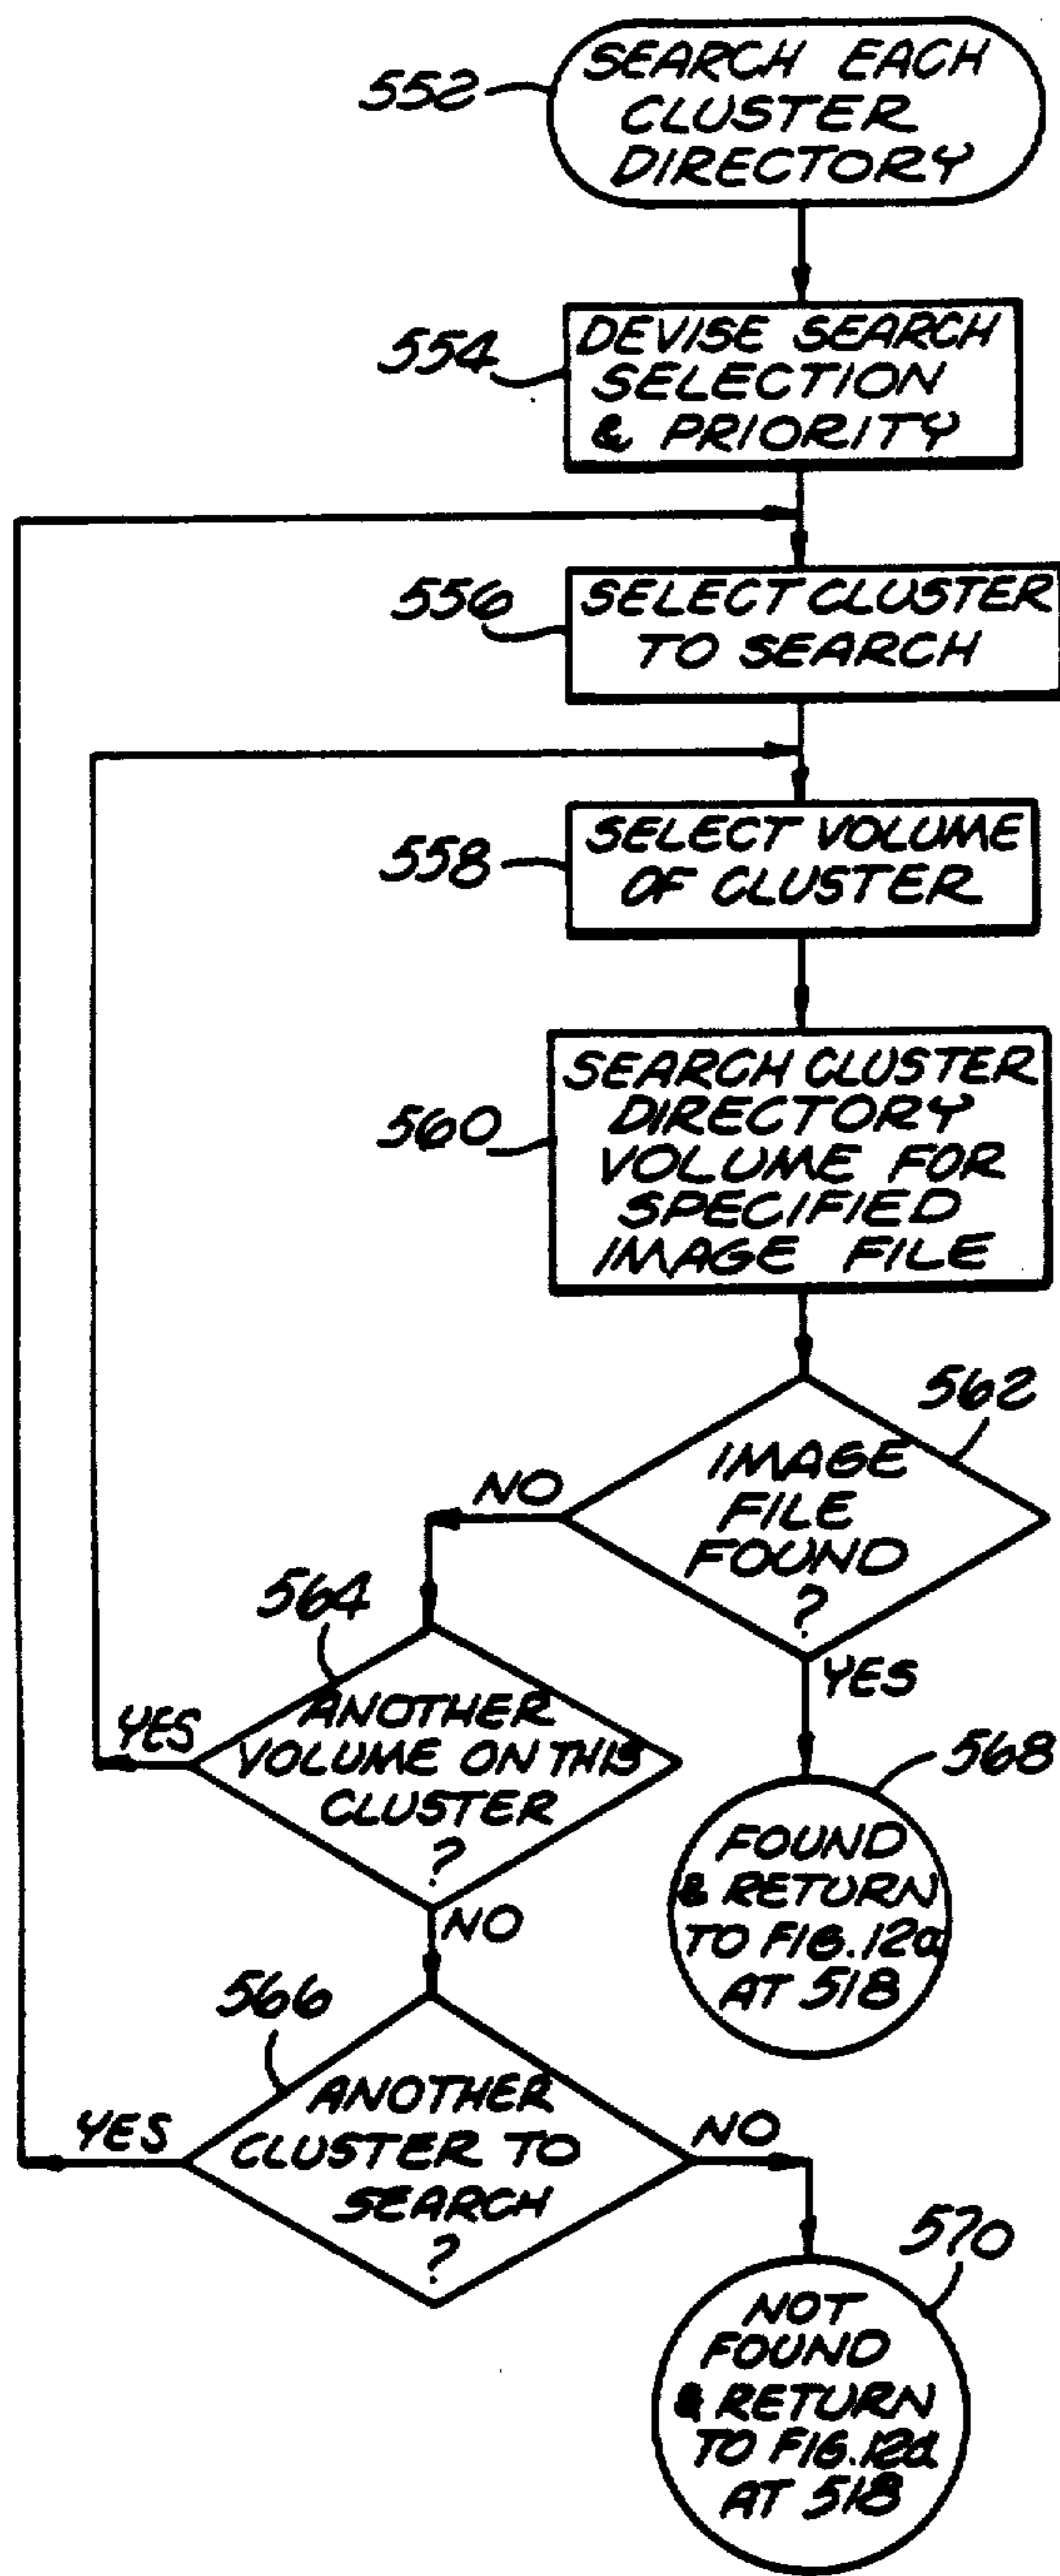 552
SEARCH EACH
CLUSTER
DIRECTORY
554
DEVISE SEARCH
SELECTION
& PRIORITY
556
SELECT CLUSTER
TO SEARCH
558
SELECT VOLUME
OF CLUSTER
560
SEARCH CLUSTER
DIRECTORY
VOLUME FOR
SPECIFIED
IMAGE FILE
562
IMAGE
FILE
FOUND
?
NO
YES
564
ANOTHER
VOLUME ON THIS
CLUSTER
?
YES
NO
568
FOUND
& RETURN
TO FIG.12a
AT 518
566
ANOTHER
CLUSTER TO
SEARCH
?
YES
NO
570
NOT
FOUND
& RETURN
TO FIG.12a
AT 518